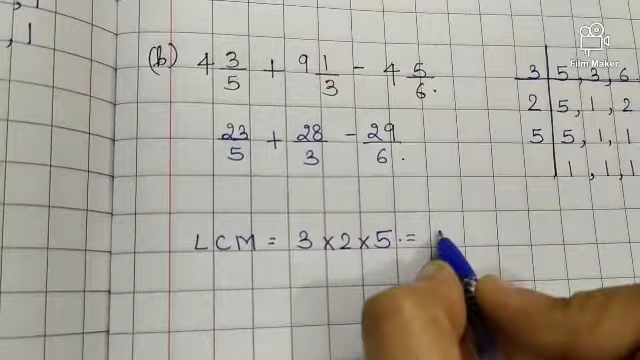 , 1
(b) 4 3/5 + 9 1/3 - 4 5/6.
23/5 + 28/3 - 29/6.
LCM = 3 × 2 × 5. =
3 | 5, 3, 6
2 | 5, 1, 2
5 | 5, 1, 1
| 1, 1, 1
Film Maker